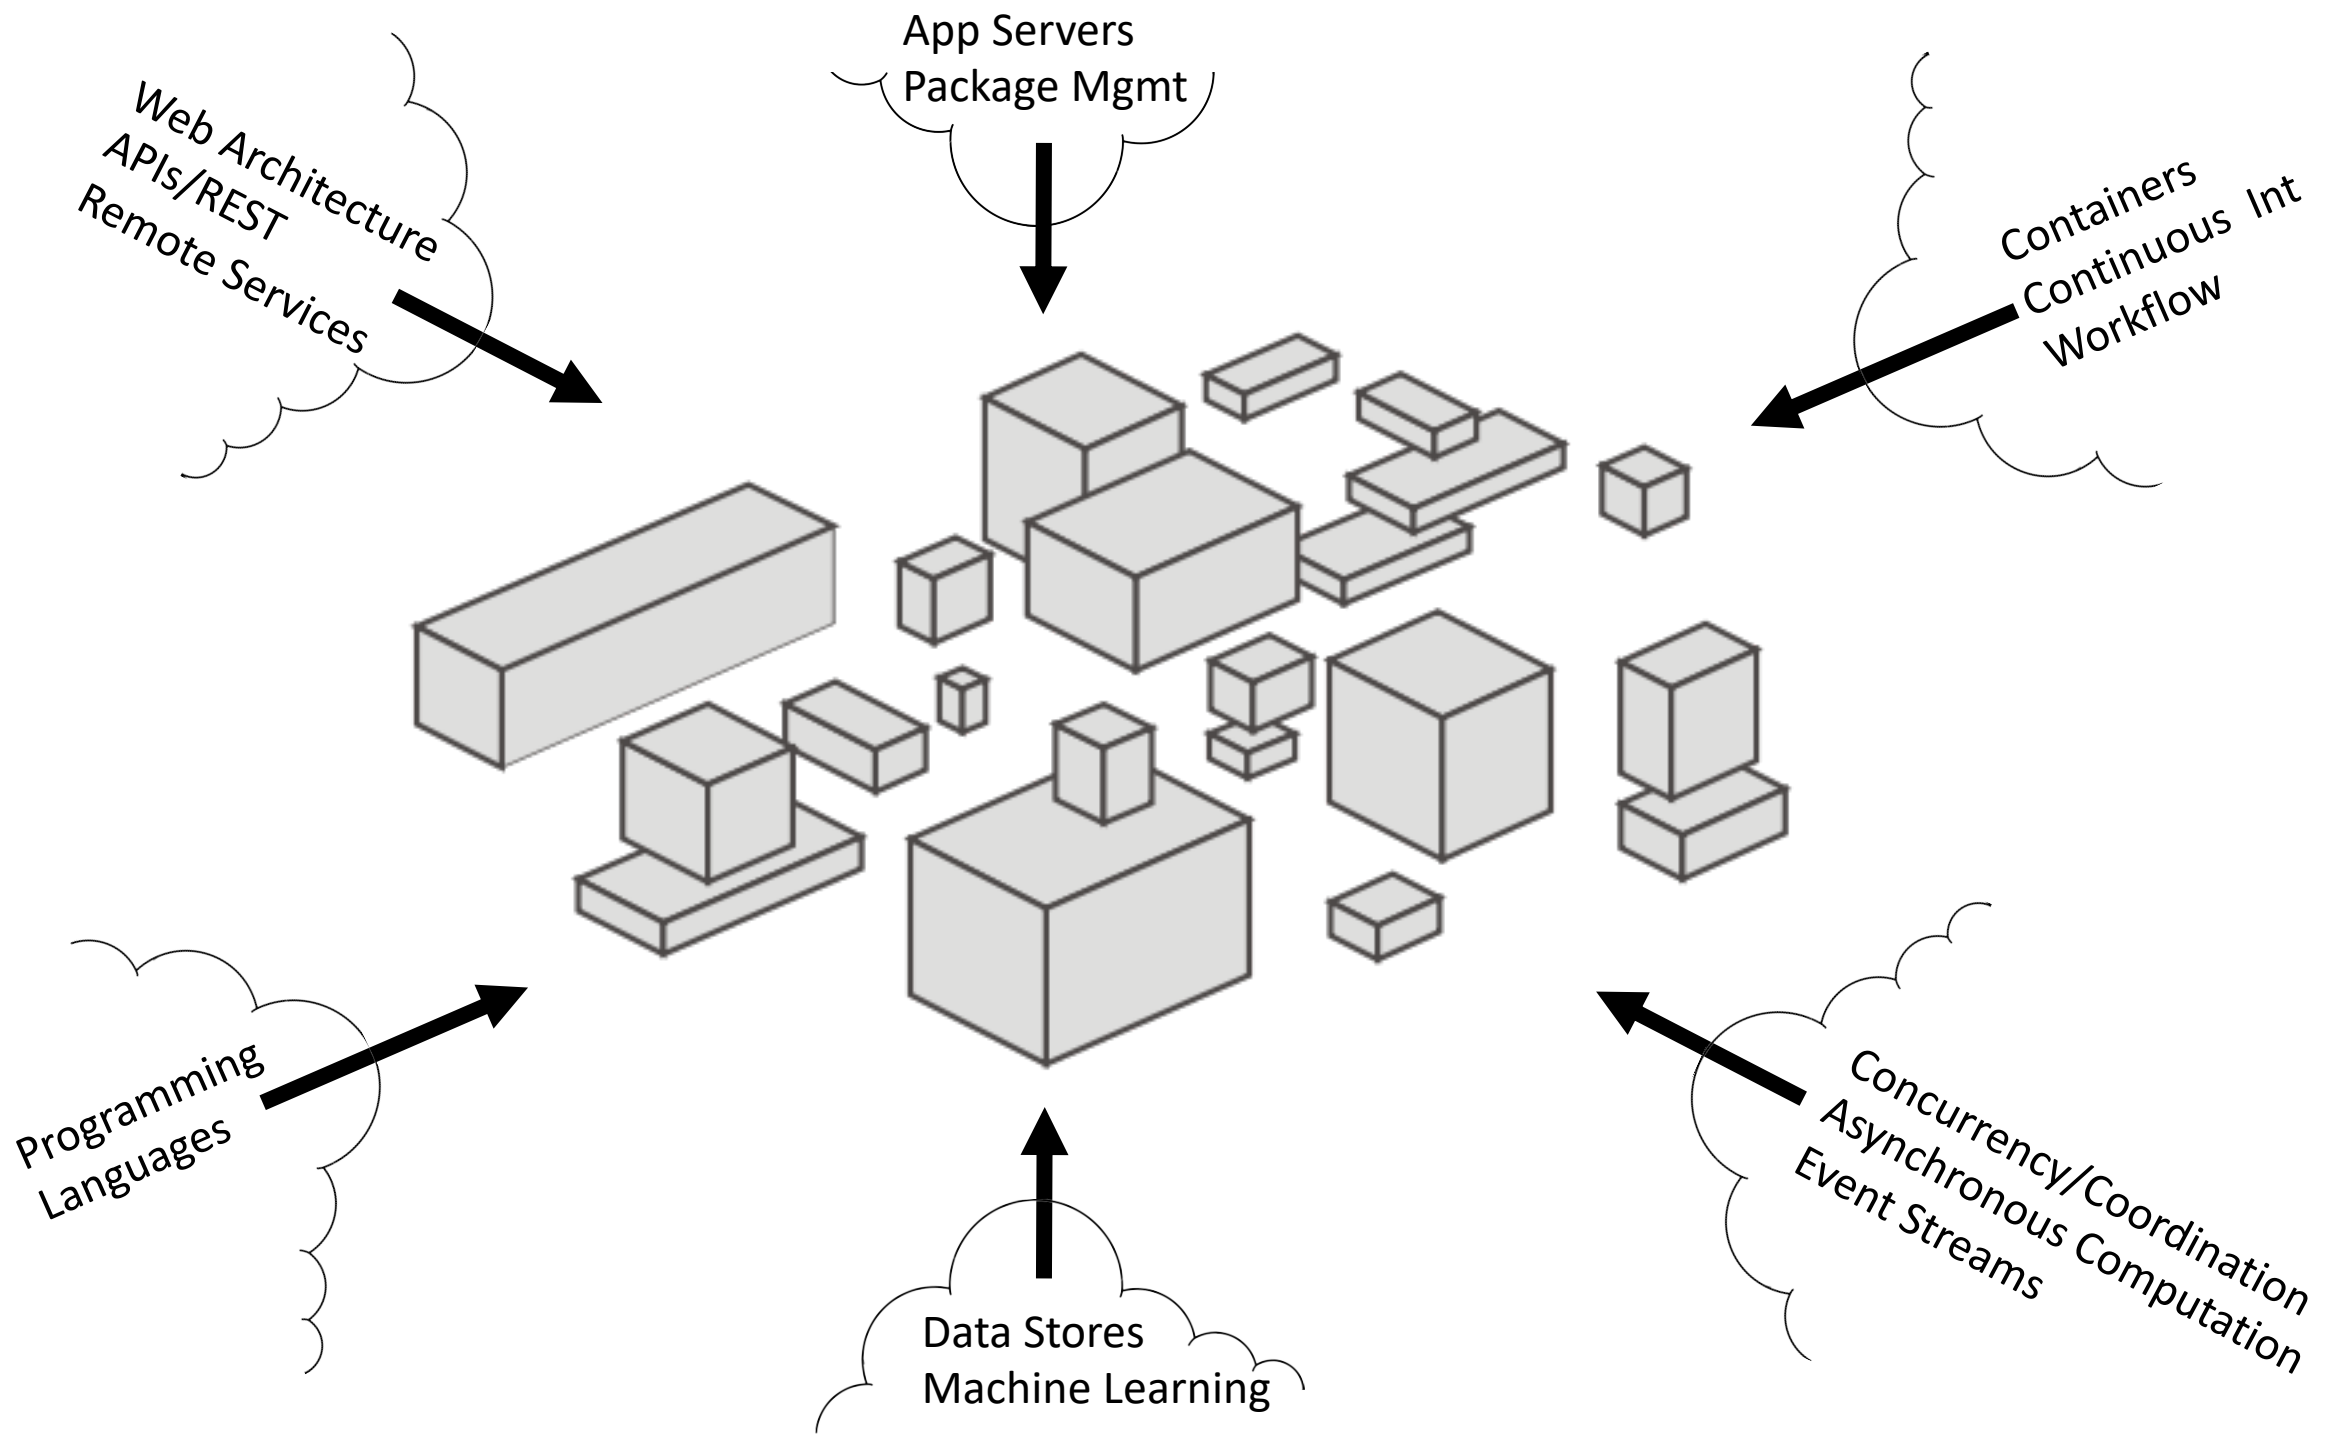 App Servers
Package Mgmt
Web Architecture
APIs/REST
Remote Services
Containers
Continuous Int
Workflow
Programming
Languages
Data Stores
Machine Learning
Concurrency/Coordination
Asynchronous Computation
Event Streams